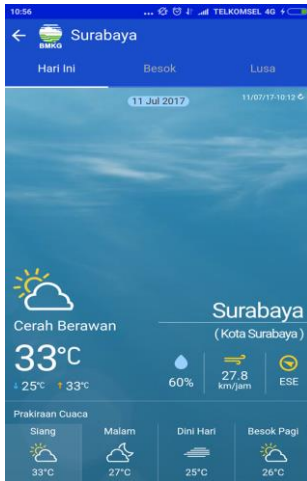 10:56
... TELKOMSEL 4G
BMKG
Surabaya
Hari Ini Besok Lusa
11 Jul 2017
11/07/17-10:12
Cerah Berawan
Surabaya
(Kota Surabaya)
33°C
↓ 25°C ↑ 33°C
60%
27.8
km/jam
ESE
Prakiraan Cuaca
Siang Malam Dini Hari Besok Pagi
33°C 27°C 25°C 26°C